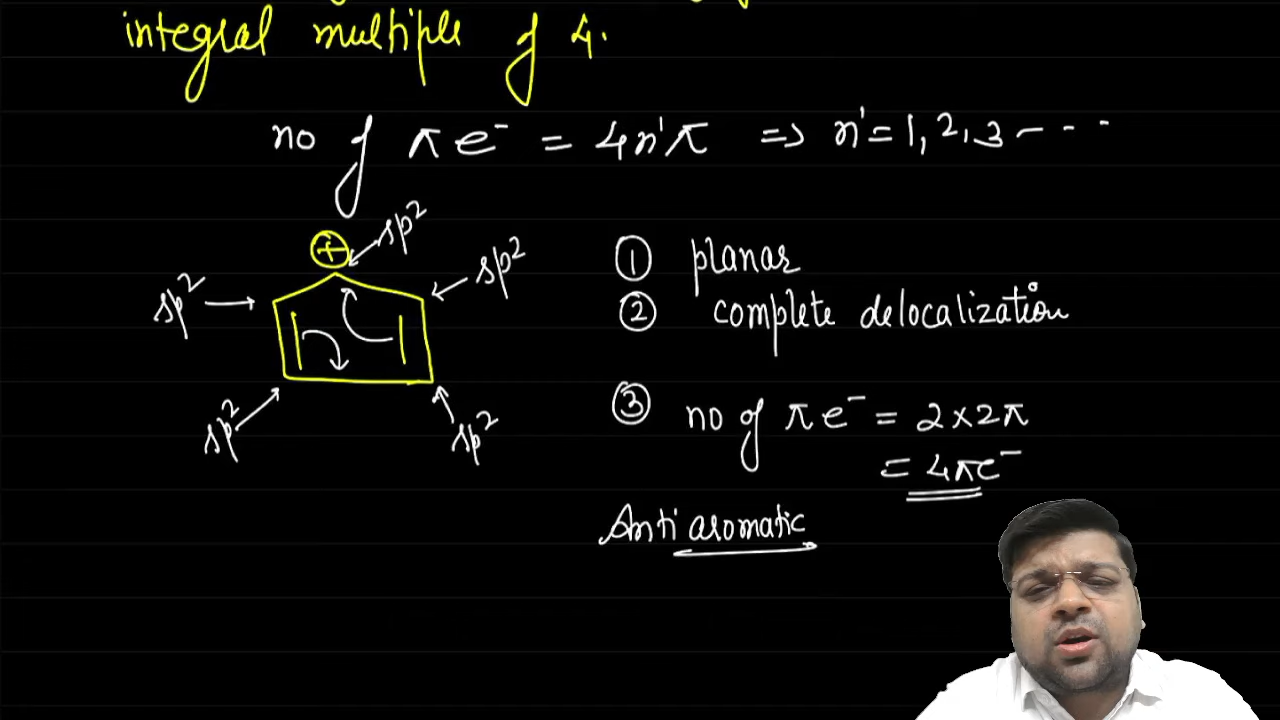 integral multiple of 4.
no of π e⁻ = 4n'π ⇒ n' = 1, 2, 3 - - - -
+
sp²
sp²
sp²
sp²
sp²
① planar
② complete delocalization
③ no of π e⁻ = 2×2π
= 4πe⁻
Anti aromatic